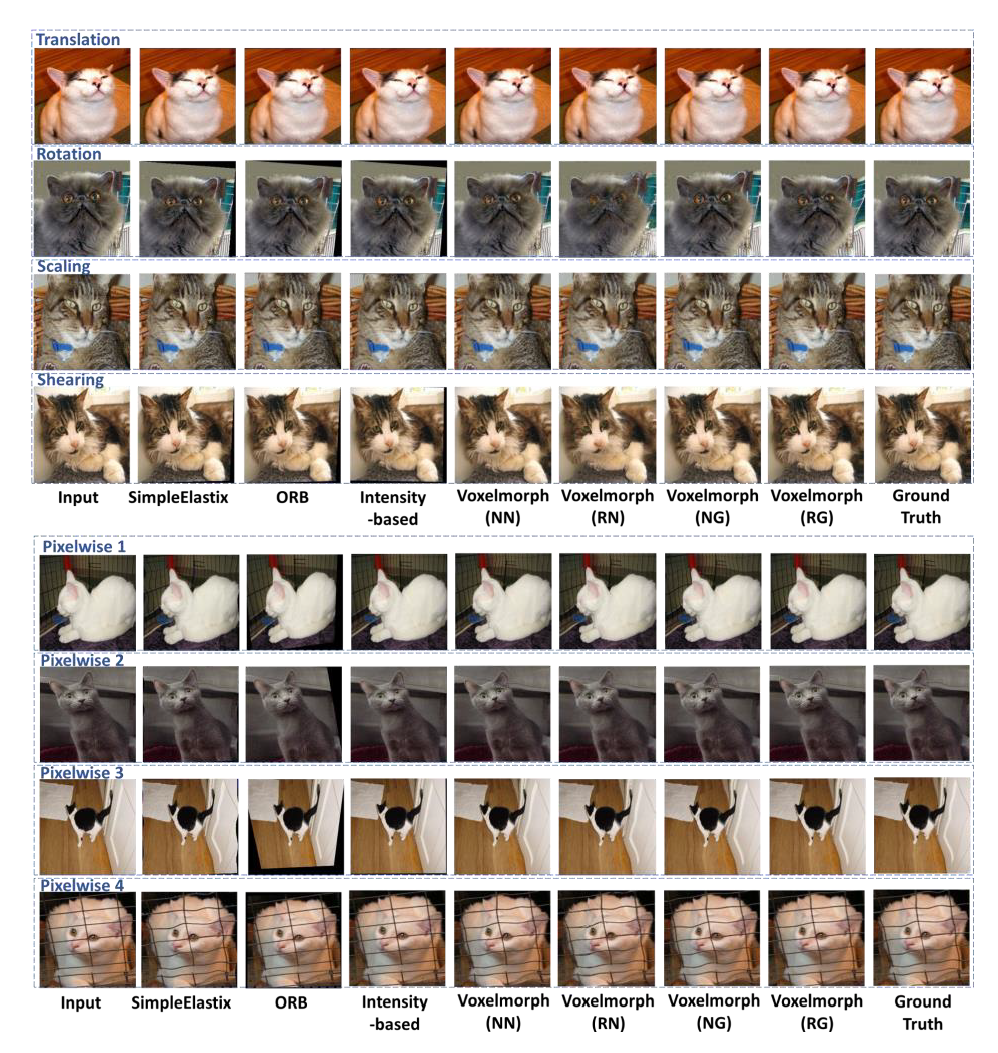 Translation
Rotation
Scaling
Shearing
Input SimpleElastix ORB Intensity Voxelmorph Voxelmorph Voxelmorph Voxelmorph Ground
-based (NN) (RN) (NG) (RG) Truth
Pixelwise 1
Pixelwise 2
Pixelwise 3
Pixelwise 4
Input SimpleElastix ORB Intensity Voxelmorph Voxelmorph Voxelmorph Voxelmorph Ground
-based (NN) (RN) (NG) (RG) Truth